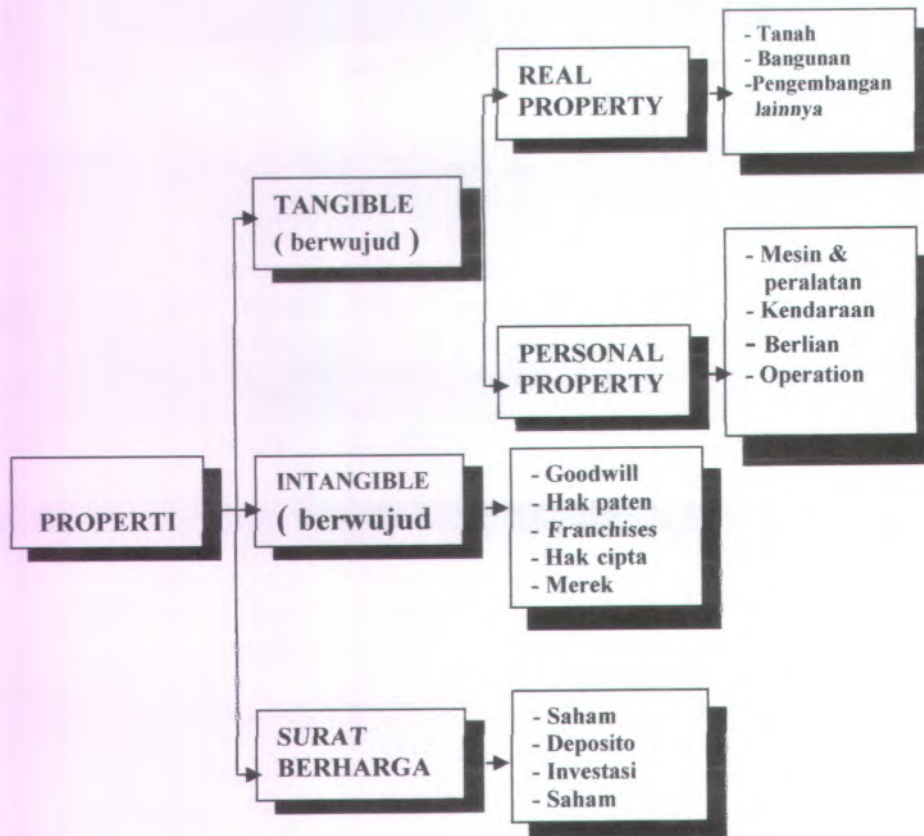 REAL
PROPERTY
- Tanah
- Bangunan
-Pengembangan
lainnya
TANGIBLE
( berwujud )
PERSONAL
PROPERTY
- Mesin &
peralatan
- Kendaraan
- Berlian
- Operation
PROPERTI
INTANGIBLE
( berwujud
- Goodwill
- Hak paten
- Franchises
- Hak cipta
- Merek
SURAT
BERHARGA
- Saham
- Deposito
- Investasi
- Saham